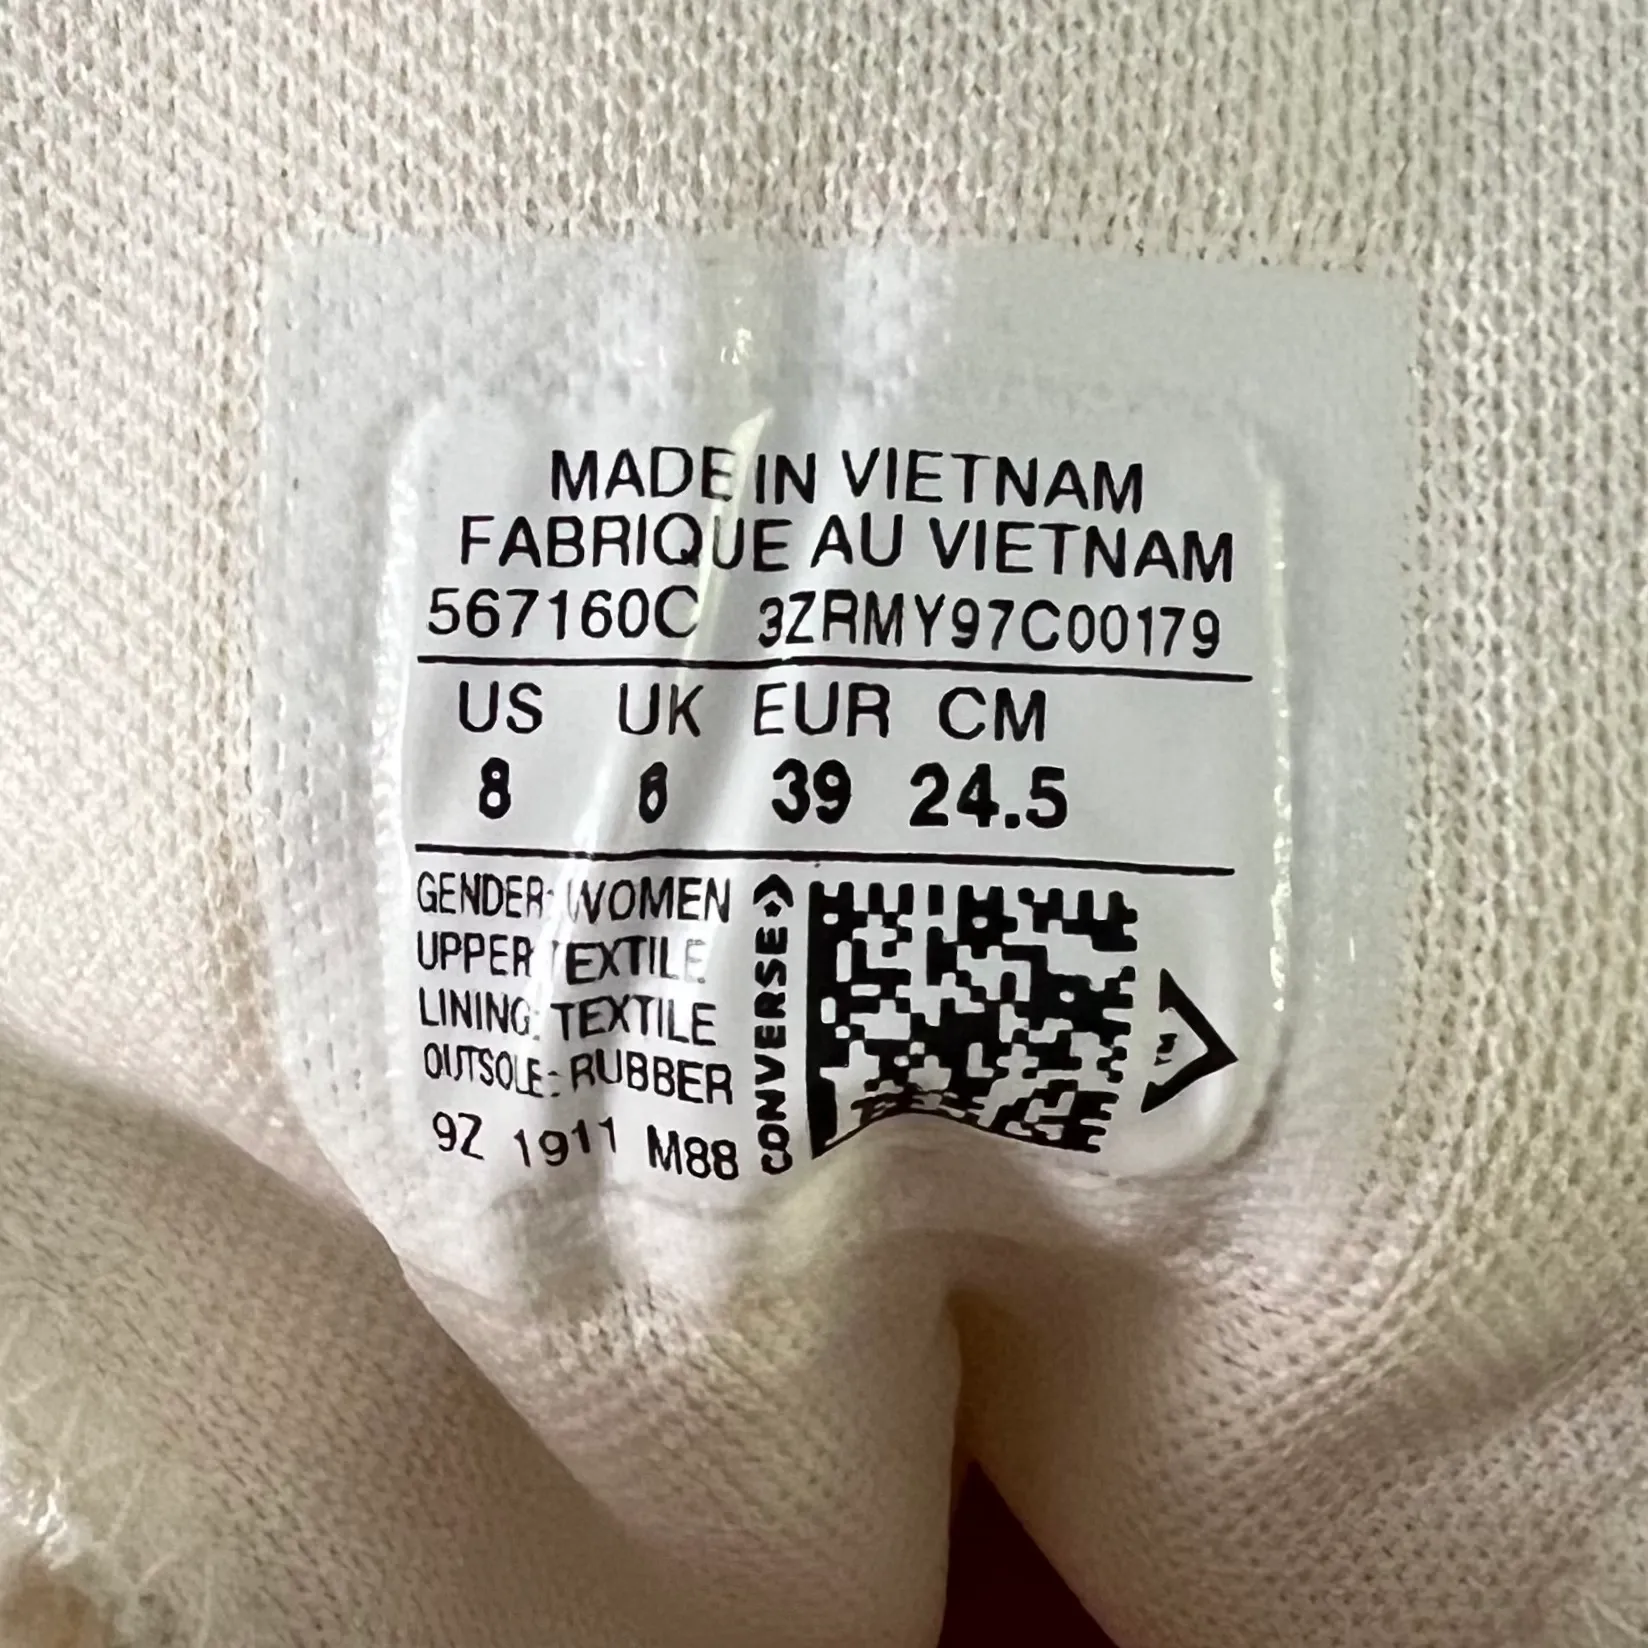 MADE IN VIETNAM
FABRIQUE AU VIETNAM
567160C 3ZRMY97C00179
US UK EUR CM
8 6 39 24.5
GENDER: WOMEN
UPPER TEXTILE
LINING: TEXTILE
OUTSOLE: RUBBER
9Z 1911 M88
CONVERSE